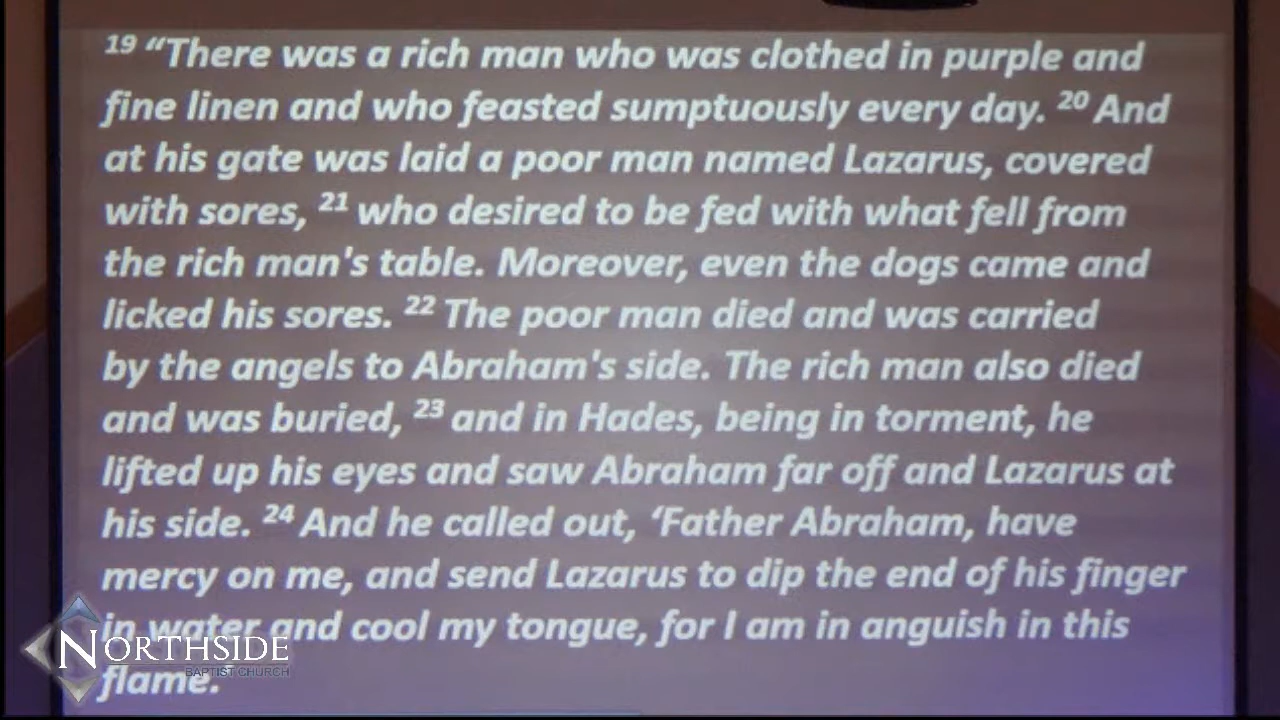 19 “There was a rich man who was clothed in purple and
fine linen and who feasted sumptuously every day. 20 And
at his gate was laid a poor man named Lazarus, covered
with sores, 21 who desired to be fed with what fell from
the rich man's table. Moreover, even the dogs came and
licked his sores. 22 The poor man died and was carried
by the angels to Abraham's side. The rich man also died
and was buried, 23 and in Hades, being in torment, he
lifted up his eyes and saw Abraham far off and Lazarus at
his side. 24 And he called out, ‘Father Abraham, have
mercy on me, and send Lazarus to dip the end of his finger
in water and cool my tongue, for I am in anguish in this
flame.
NORTHSIDE
BAPTIST CHURCH